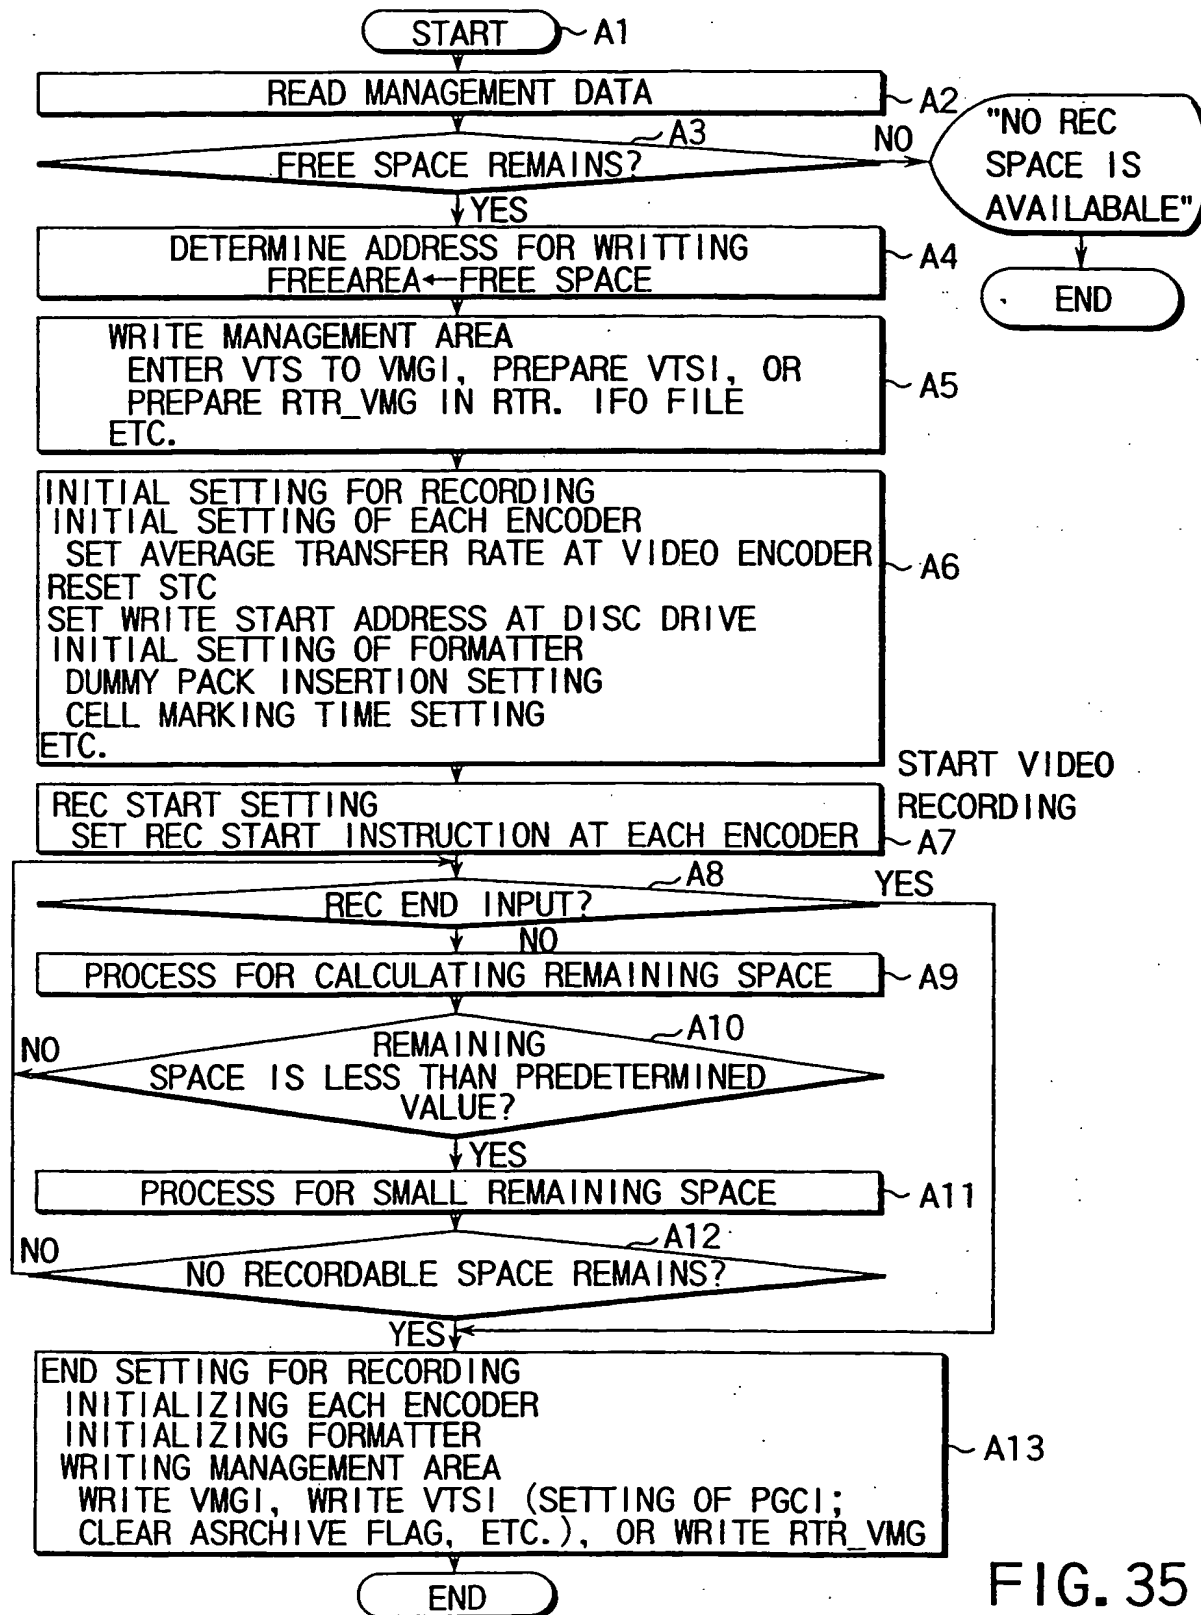 START
A1
READ MANAGEMENT DATA
A2
A3
FREE SPACE REMAINS?
NO
"NO REC
SPACE IS
AVAILABALE"
END
YES
DETERMINE ADDRESS FOR WRITTING
FREEAREA←FREE SPACE
A4
WRITE MANAGEMENT AREA
ENTER VTS TO VMGI, PREPARE VTSI, OR
PREPARE RTR_VMG IN RTR. IFO FILE
ETC.
A5
INITIAL SETTING FOR RECORDING
INITIAL SETTING OF EACH ENCODER
SET AVERAGE TRANSFER RATE AT VIDEO ENCODER
RESET STC
SET WRITE START ADDRESS AT DISC DRIVE
INITIAL SETTING OF FORMATTER
DUMMY PACK INSERTION SETTING
CELL MARKING TIME SETTING
ETC.
A6
START VIDEO
RECORDING
REC START SETTING
SET REC START INSTRUCTION AT EACH ENCODER
A7
A8
REC END INPUT?
YES
NO
PROCESS FOR CALCULATING REMAINING SPACE
A9
A10
REMAINING
SPACE IS LESS THAN PREDETERMINED
VALUE?
NO
YES
PROCESS FOR SMALL REMAINING SPACE
A11
A12
NO RECORDABLE SPACE REMAINS?
NO
YES
END SETTING FOR RECORDING
INITIALIZING EACH ENCODER
INITIALIZING FORMATTER
WRITING MANAGEMENT AREA
WRITE VMGI, WRITE VTSI (SETTING OF PGCI;
CLEAR ASRCHIVE FLAG, ETC.), OR WRITE RTR_VMG
A13
END
FIG. 35